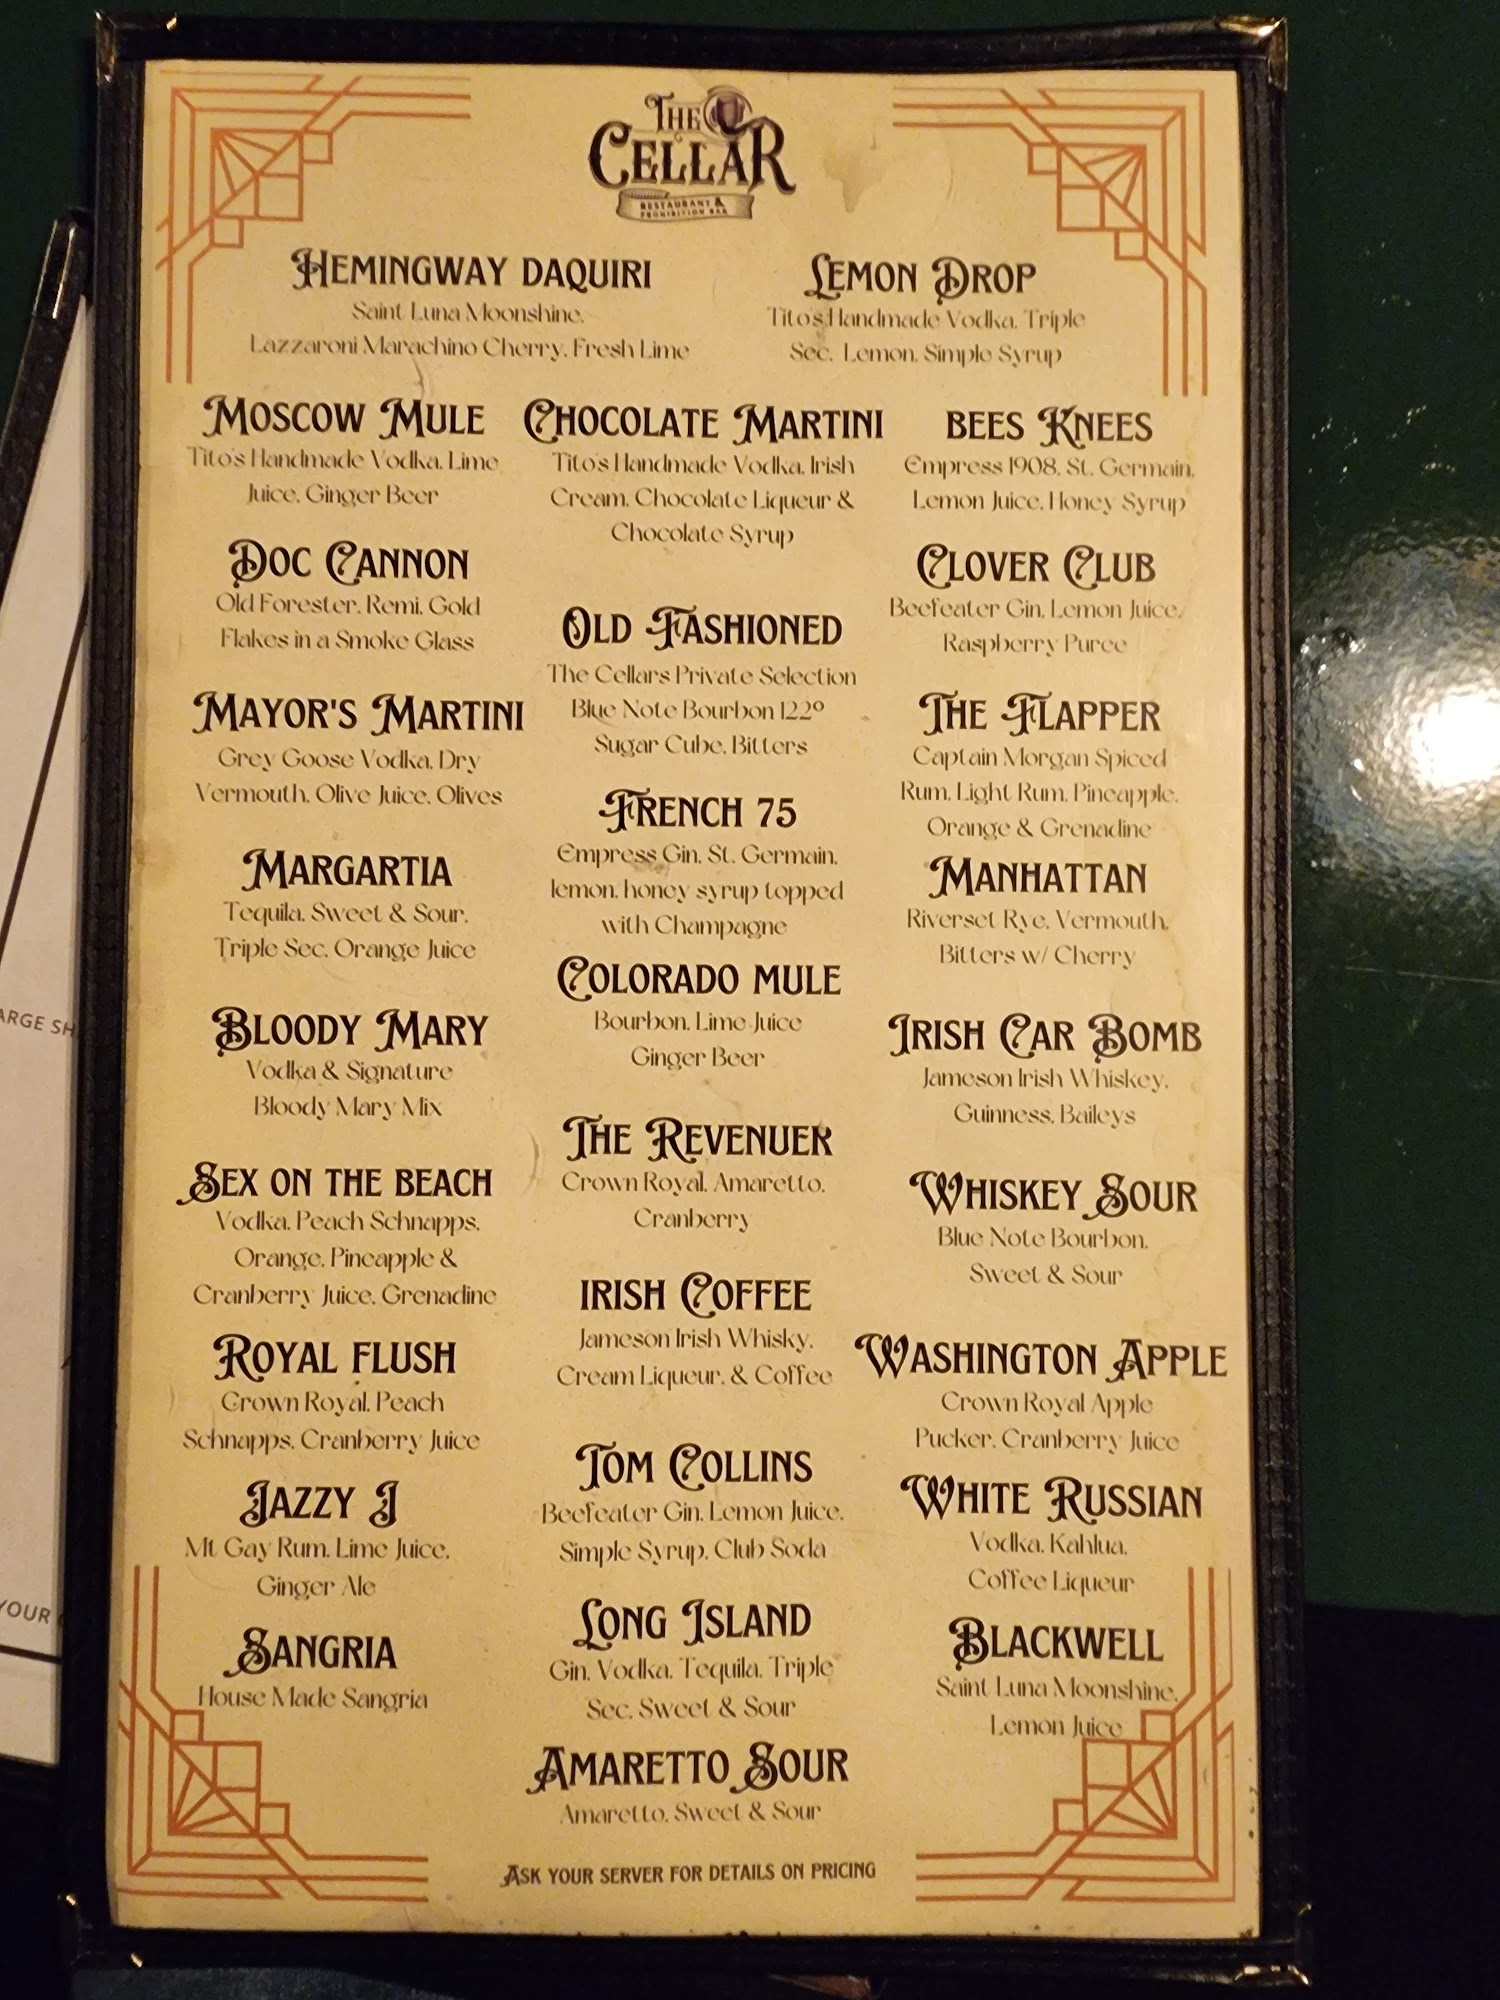 THE
CELLAR
RESTAURANT &
PROHIBITION BAR
HEMINGWAY DAQUIRI
Saint Luna Moonshine,
Lazzaroni Marachino Cherry, Fresh Lime
LEMON DROP
Tito's Handmade Vodka, Triple
Sec, Lemon, Simple Syrup
MOSCOW MULE
Tito's Handmade Vodka, Lime
Juice, Ginger Beer
DOC CANNON
Old Forester, Remi, Gold
Flakes in a Smoke Glass
MAYOR'S MARTINI
Grey Goose Vodka, Dry
Vermouth, Olive Juice, Olives
MARGARTIA
Tequila, Sweet & Sour,
Triple Sec, Orange Juice
BLOODY MARY
Vodka & Signature
Bloody Mary Mix
SEX ON THE BEACH
Vodka, Peach Schnapps,
Orange, Pineapple &
Cranberry Juice, Grenadine
ROYAL FLUSH
Crown Royal, Peach
Schnapps, Cranberry Juice
JAZZY J
Mt Gay Rum, Lime Juice,
Ginger Ale
SANGRIA
House Made Sangria
CHOCOLATE MARTINI
Tito's Handmade Vodka, Irish
Cream, Chocolate Liqueur &
Chocolate Syrup
OLD FASHIONED
The Cellars Private Selection
Blue Note Bourbon 122°
Sugar Cube, Bitters
FRENCH 75
Empress Gin, St. Germain,
lemon, honey syrup topped
with Champagne
COLORADO MULE
Bourbon, Lime Juice
Ginger Beer
THE REVENUER
Crown Royal, Amaretto,
Cranberry
IRISH COFFEE
Jameson Irish Whisky,
Cream Liqueur, & Coffee
TOM COLLINS
Beefeater Gin, Lemon Juice,
Simple Syrup, Club Soda
LONG ISLAND
Gin, Vodka, Tequila, Triple
Sec, Sweet & Sour
AMARETTO SOUR
Amaretto, Sweet & Sour
BEES KNEES
Empress 1908, St. Germain,
Lemon Juice, Honey Syrup
CLOVER CLUB
Beefeater Gin, Lemon Juice,
Raspberry Puree
THE FLAPPER
Captain Morgan Spiced
Rum, Light Rum, Pineapple,
Orange & Grenadine
MANHATTAN
Riverset Rye, Vermouth,
Bitters w/ Cherry
IRISH CAR BOMB
Jameson Irish Whiskey,
Guinness, Baileys
WHISKEY SOUR
Blue Note Bourbon,
Sweet & Sour
WASHINGTON APPLE
Crown Royal Apple
Pucker, Cranberry Juice
WHITE RUSSIAN
Vodka, Kahlua,
Coffee Liqueur
BLACKWELL
Saint Luna Moonshine,
Lemon Juice
ASK YOUR SERVER FOR DETAILS ON PRICING
YOUR